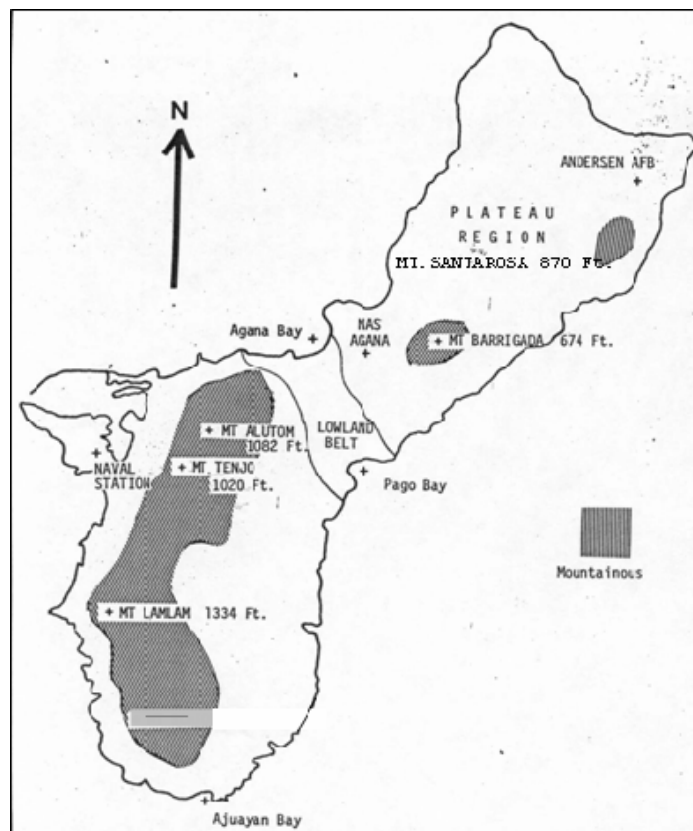 N
ANDERSEN AFB
PLATEAU
REGION
MT. SANTAROSA 870 Ft.
NAS
AGANA
Agana Bay
MT BARRIGADA 674 Ft.
LOWLAND
BELT
MT ALUTOM
1082 Ft.
MT TENJO
1020 Ft.
NAVAL
STATION
Pago Bay
Mountainous
MT LAMLAM 1334 Ft.
Ajuayan Bay